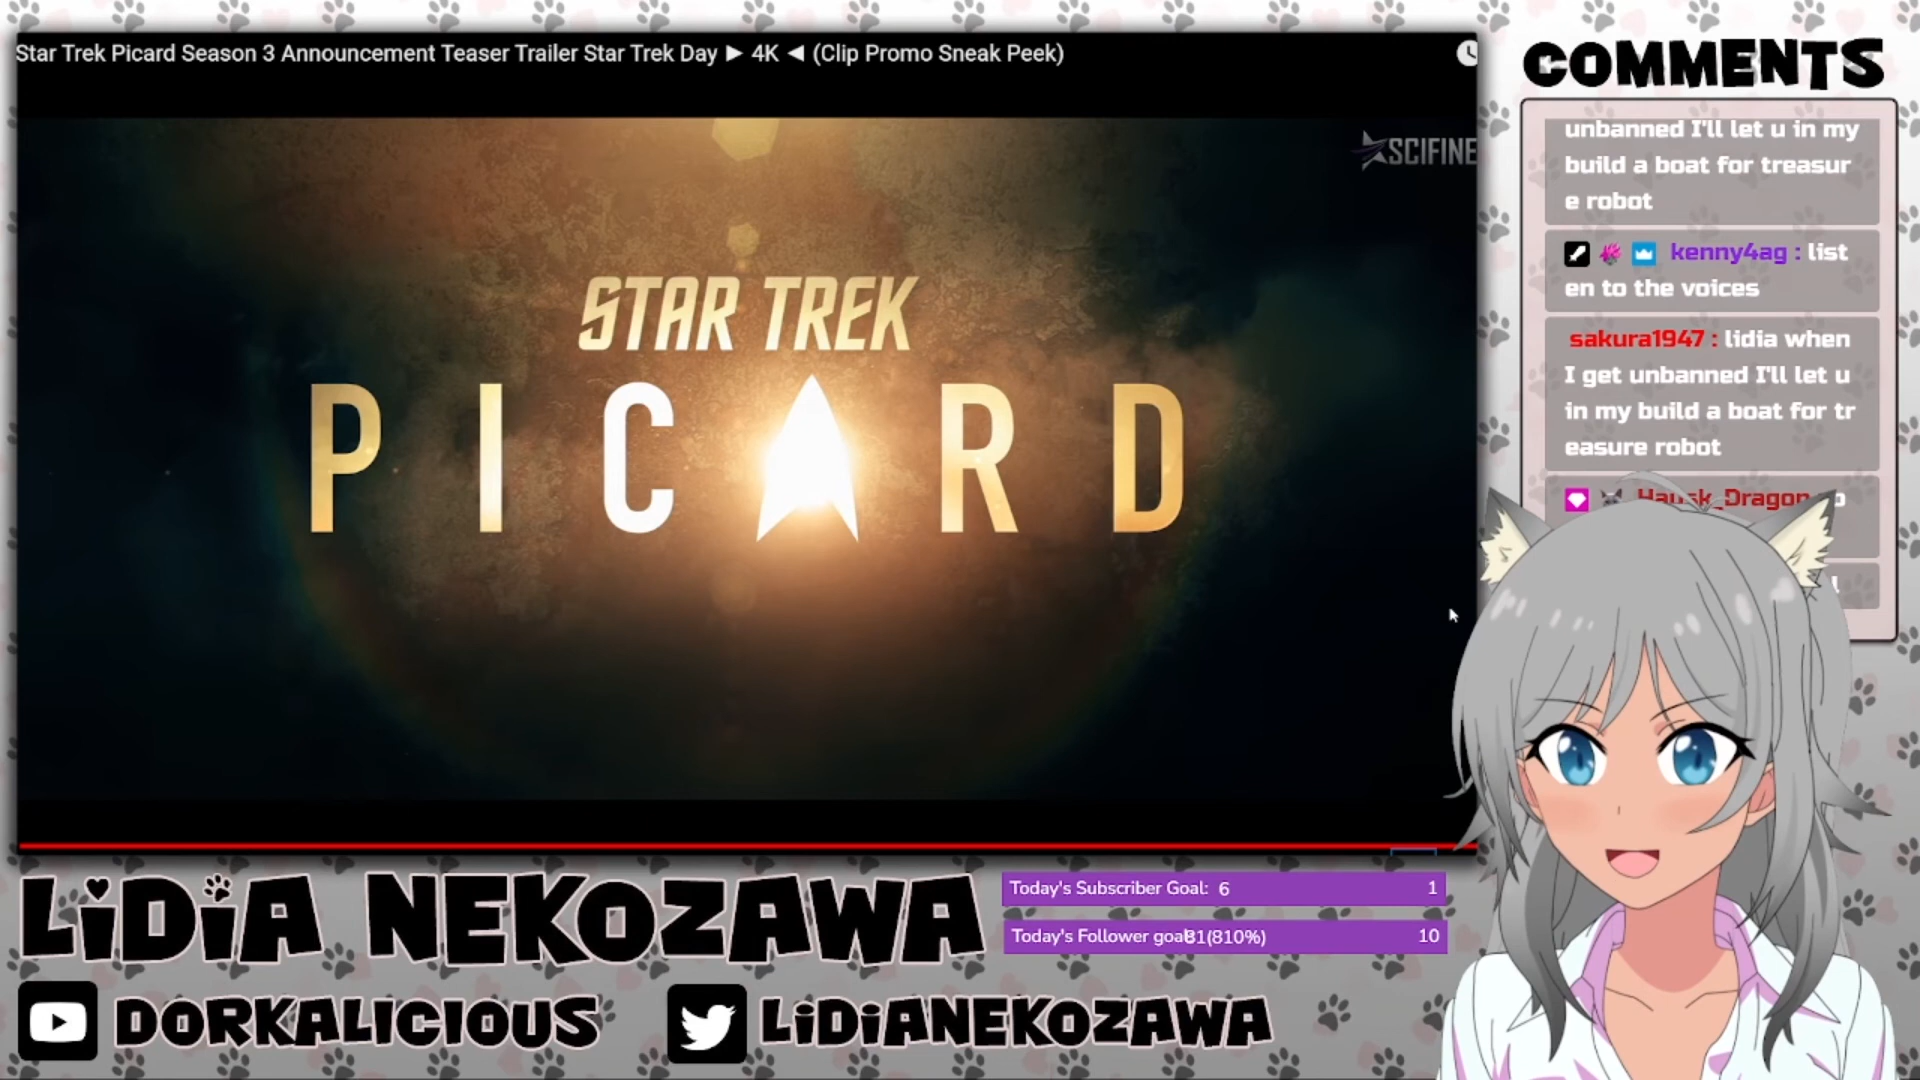 Star Trek Picard Season 3 Announcement Teaser Trailer Star Trek Day ► 4K ◄ (Clip Promo Sneak Peek)
SCIFINE
STAR TREK
PICARD
COMMENTS
unbanned I'll let u in my
build a boat for treasur
e robot
kenny4ag : list
en to the voices
sakura1947 : lidia when
I get unbanned I'll let u
in my build a boat for tr
easure robot
Hausk_Dragon
LiDiA NEKOZAWA
Today's Subscriber Goal: 6 1
Today's Follower goal: 81(810%) 10
DORKALICIOUS
LiDiANEKOZAWA